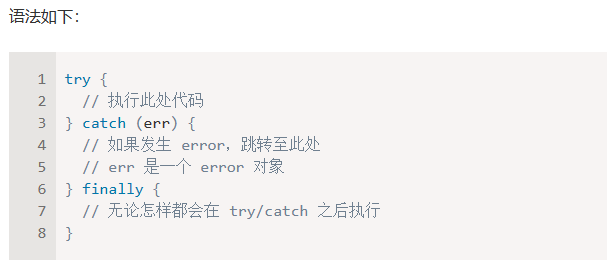 语法如下：
1 try {
2   // 执行此处代码
3 } catch (err) {
4   // 如果发生 error，跳转至此处
5   // err 是一个 error 对象
6 } finally {
7   // 无论怎样都会在 try/catch 之后执行
8 }